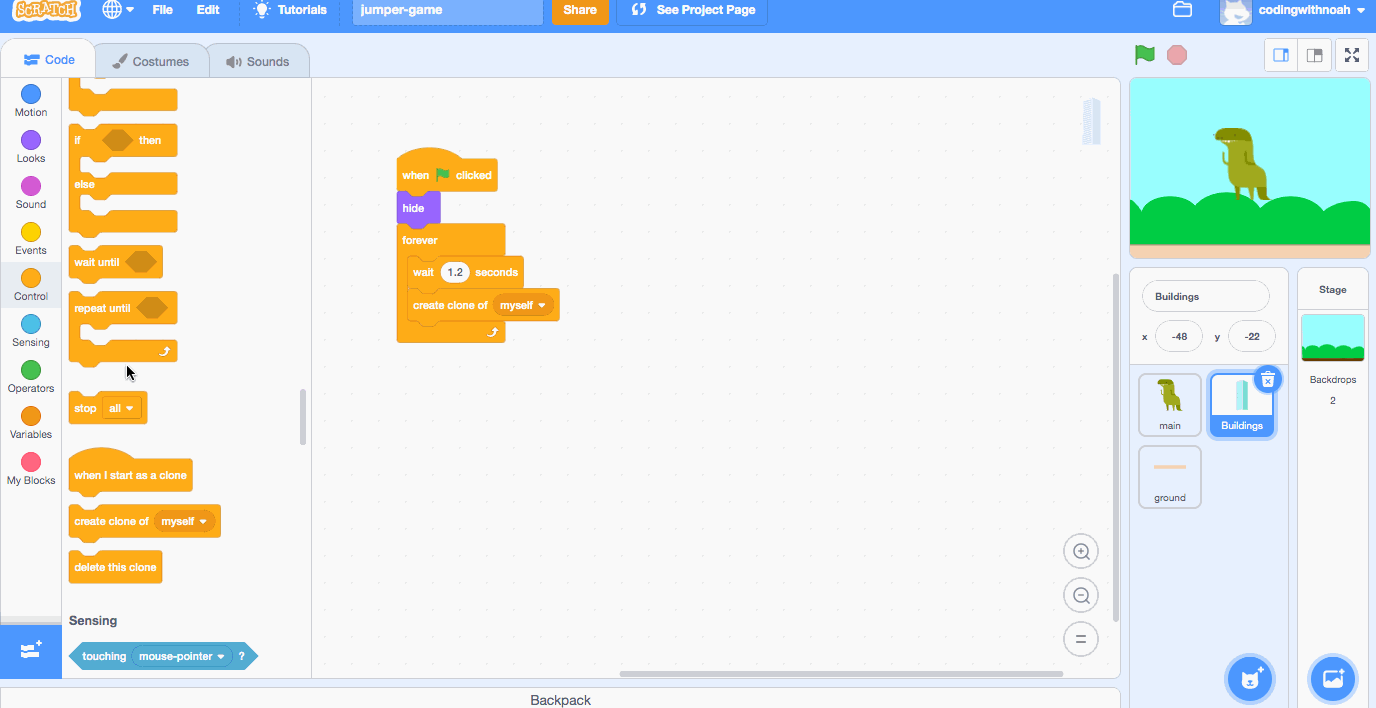 SCRATCH
File
Edit
Tutorials
jumper-game
Share
See Project Page
codingwithnoah
Code
Costumes
Sounds
Motion
Looks
Sound
Events
Control
Sensing
Operators
Variables
My Blocks
if then
else
wait until
repeat until
stop all
when I start as a clone
create clone of myself
delete this clone
Sensing
touching mouse-pointer ?
when clicked
hide
forever
wait 1.2 seconds
create clone of myself
Buildings
x -48 y -22
main
Buildings
ground
Stage
Backdrops
2
Backpack